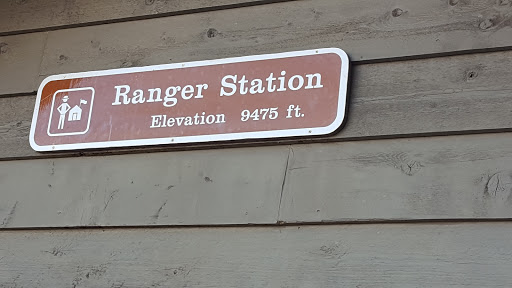 Ranger Station
Elevation 9475 ft.